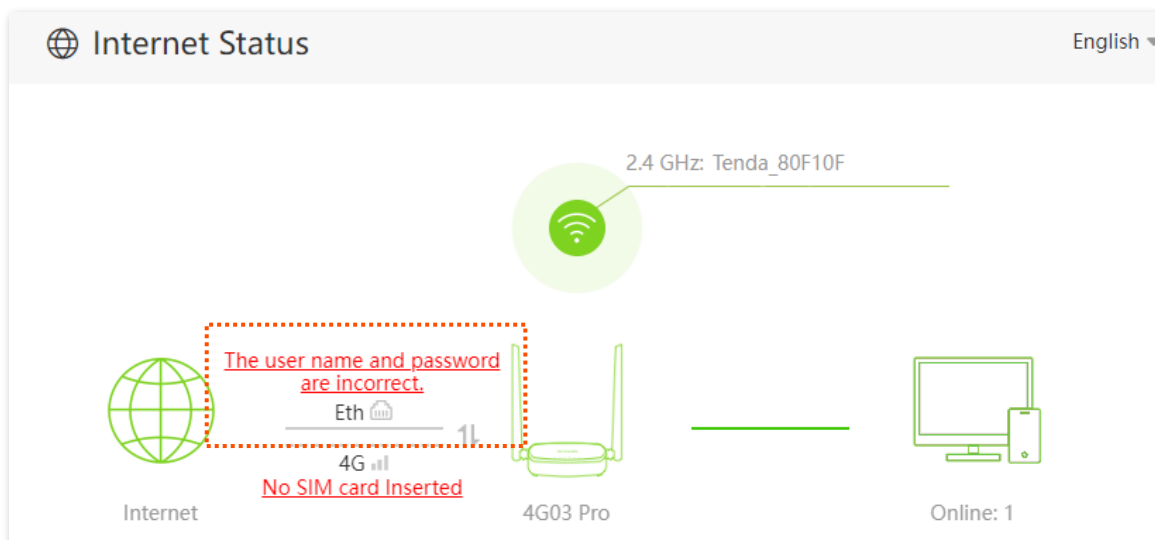 Internet Status
English
2.4 GHz: Tenda_80F10F
The user name and password
are incorrect.
Eth
4G
No SIM card Inserted
Internet
4G03 Pro
Online: 1